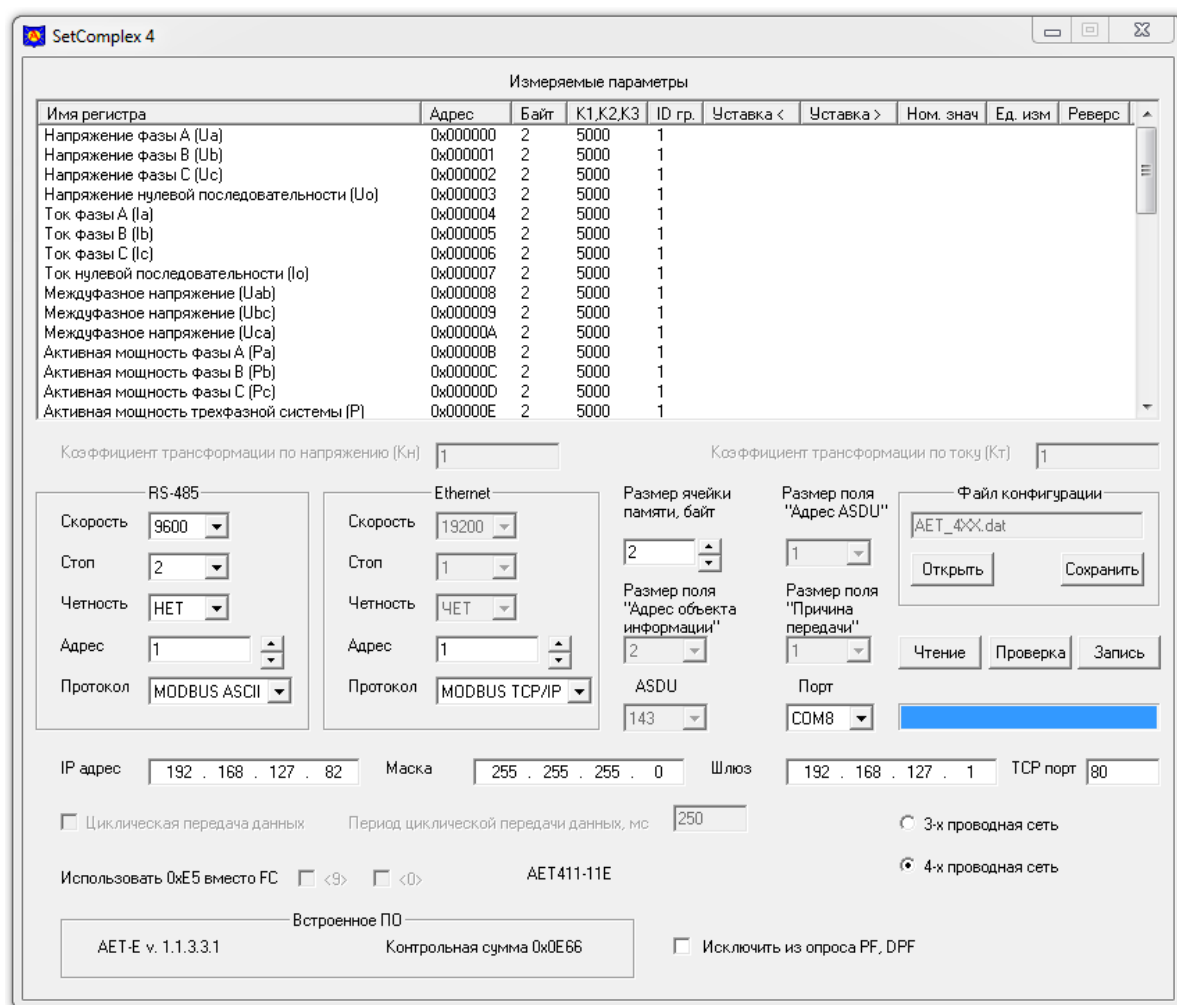 SetComplex 4
Измеряемые параметры
Имя регистра Адрес Байт K1,K2,K3 ID гр. Уставка < Уставка > Ном. знач Ед. изм Реверс
Напряжение фазы A (Ua) 0x000000 2 5000 1
Напряжение фазы B (Ub) 0x000001 2 5000 1
Напряжение фазы C (Uc) 0x000002 2 5000 1
Напряжение нулевой последовательности (Uo) 0x000003 2 5000 1
Ток фазы A (Ia) 0x000004 2 5000 1
Ток фазы B (Ib) 0x000005 2 5000 1
Ток фазы C (Ic) 0x000006 2 5000 1
Ток нулевой последовательности (Io) 0x000007 2 5000 1
Междуфазное напряжение (Uab) 0x000008 2 5000 1
Междуфазное напряжение (Ubc) 0x000009 2 5000 1
Междуфазное напряжение (Uca) 0x00000A 2 5000 1
Активная мощность фазы A (Pa) 0x00000B 2 5000 1
Активная мощность фазы B (Pb) 0x00000C 2 5000 1
Активная мощность фазы C (Pc) 0x00000D 2 5000 1
Активная мощность трехфазной системы (P) 0x00000E 2 5000 1
Коэффициент трансформации по напряжению (Кн) 1 Коэффициент трансформации по току (Кт) 1
RS-485
Скорость 9600
Стоп 2
Четность НЕТ
Адрес 1
Протокол MODBUS ASCII
Ethernet
Скорость 19200
Стоп 1
Четность ЧЕТ
Адрес 1
Протокол MODBUS TCP/IP
Размер ячейки
памяти, байт
2
Размер поля
"Адрес объекта
информации"
2
ASDU
143
Размер поля
"Адрес ASDU"
1
Размер поля
"Причина
передачи"
1
Порт
COM8
Файл конфигурации
AET_4XX.dat
Открыть Сохранить
Чтение Проверка Запись
IP адрес 192 . 168 . 127 . 82 Маска 255 . 255 . 255 . 0 Шлюз 192 . 168 . 127 . 1 TCP порт 80
Циклическая передача данных Период циклической передачи данных, мс 250
3-х проводная сеть
4-х проводная сеть
Использовать 0xE5 вместо FC <9> <0> AET411-11E
Встроенное ПО
AET-E v. 1.1.3.3.1 Контрольная сумма 0x0E66
Исключить из опроса PF, DPF